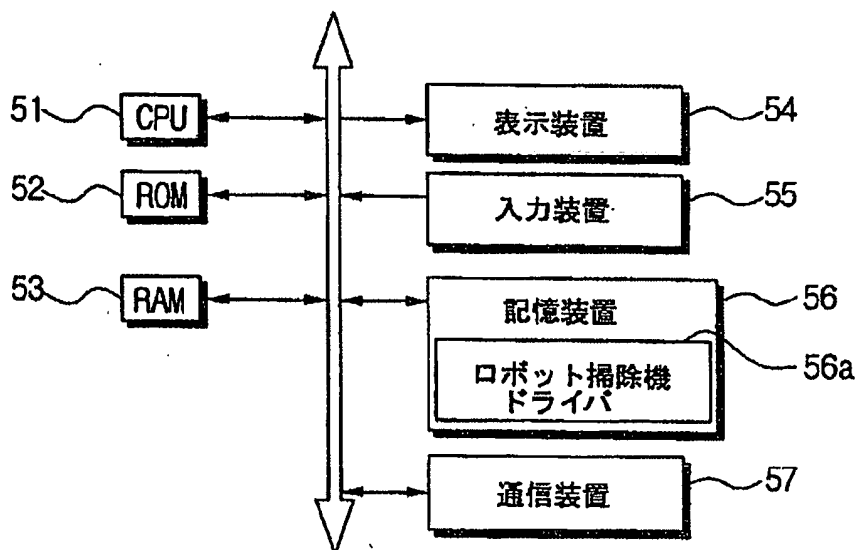 51 CPU 表示装置 54
52 ROM 入力装置 55
53 RAM 記憶装置 56
ロボット掃除機 56a
ドライバ
通信装置 57